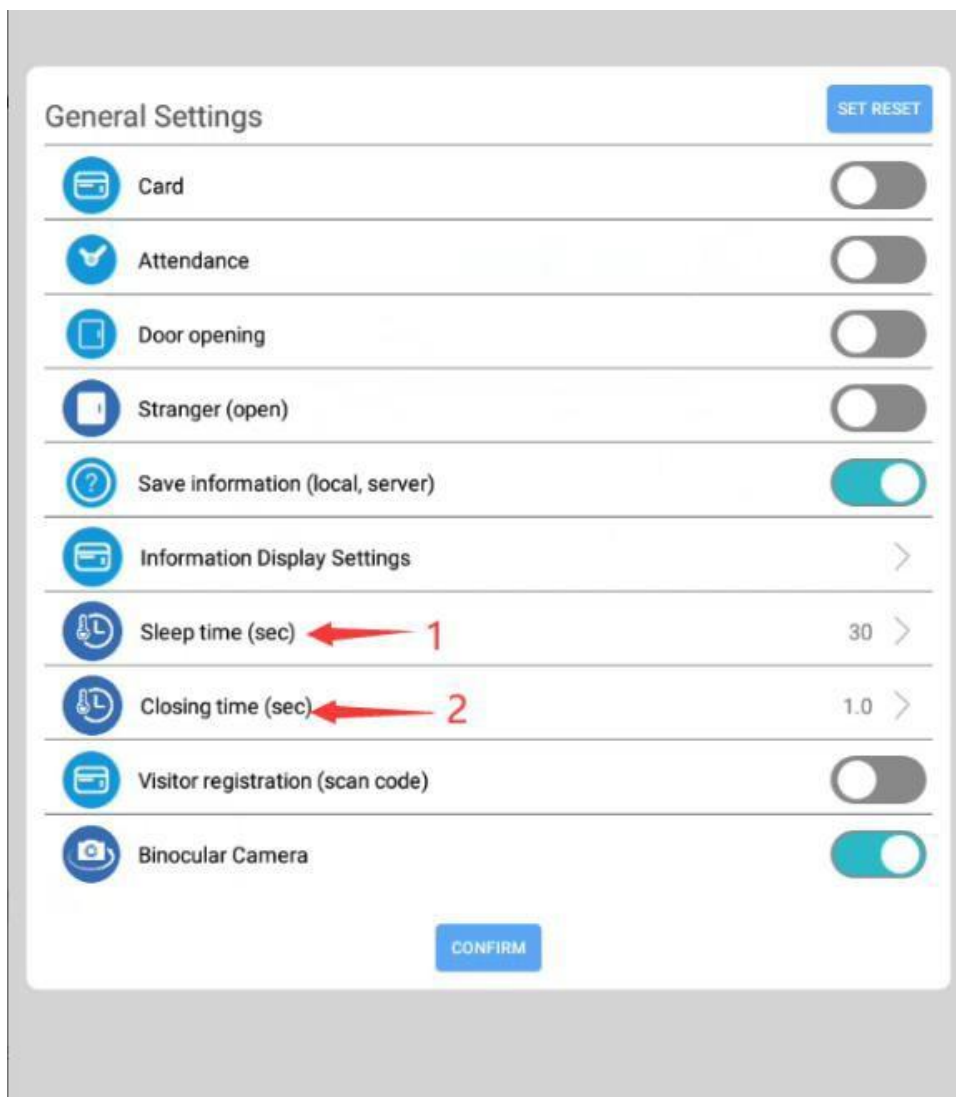 General Settings
SET RESET
Card
Attendance
Door opening
Stranger (open)
Save information (local, server)
Information Display Settings
Sleep time (sec) 1 30
Closing time (sec) 2 1.0
Visitor registration (scan code)
Binocular Camera
CONFIRM